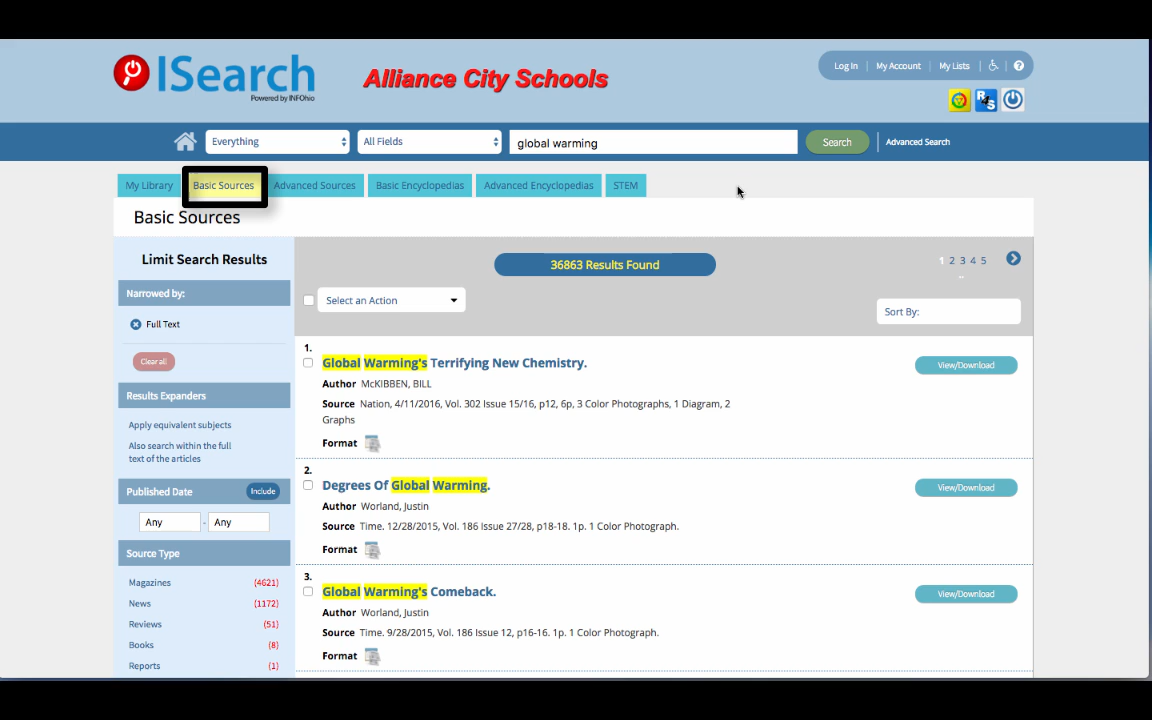 ISearch
Powered by INFOhio
Alliance City Schools
Log In
My Account
My Lists
Everything
All Fields
global warming
Search
Advanced Search
My Library
Basic Sources
Advanced Sources
Basic Encyclopedias
Advanced Encyclopedias
STEM
Basic Sources
Limit Search Results
Narrowed by:
Full Text
Clear all
Results Expanders
Apply equivalent subjects
Also search within the full
text of the articles
Published Date
Include
Any - Any
Source Type
Magazines (4621)
News (1172)
Reviews (51)
Books (8)
Reports (1)
36863 Results Found
1 2 3 4 5
...
Select an Action
Sort By:
1.
Global Warming's Terrifying New Chemistry.
View/Download
Author McKIBBEN, BILL
Source Nation, 4/11/2016, Vol. 302 Issue 15/16, p12, 6p, 3 Color Photographs, 1 Diagram, 2
Graphs
Format
2.
Degrees Of Global Warming.
View/Download
Author Worland, Justin
Source Time. 12/28/2015, Vol. 186 Issue 27/28, p18-18. 1p. 1 Color Photograph.
Format
3.
Global Warming's Comeback.
View/Download
Author Worland, Justin
Source Time. 9/28/2015, Vol. 186 Issue 12, p16-16. 1p. 1 Color Photograph.
Format